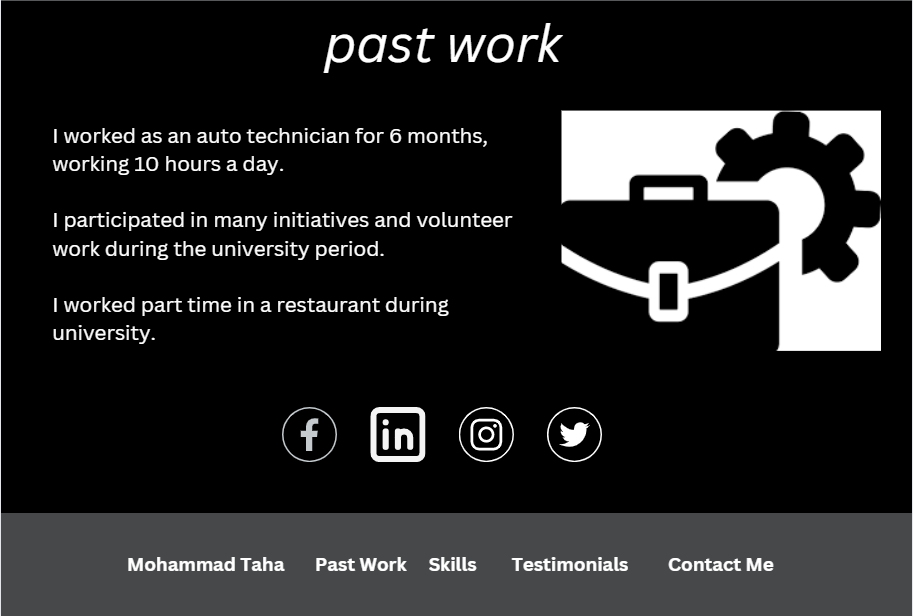 past work
I worked as an auto technician for 6 months,
working 10 hours a day.
I participated in many initiatives and volunteer
work during the university period.
I worked part time in a restaurant during
university.
f
in
Mohammad Taha Past Work Skills Testimonials Contact Me